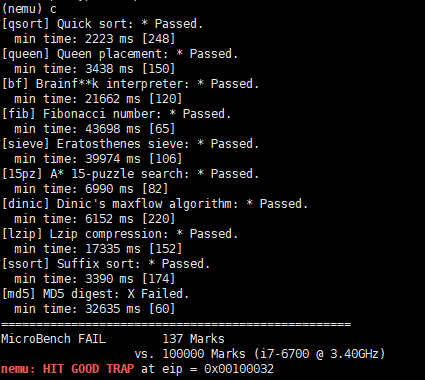 (nemu) c
[qsort] Quick sort: * Passed.
  min time: 2223 ms [248]
[queen] Queen placement: * Passed.
  min time: 3438 ms [150]
[bf] Brainf**k interpreter: * Passed.
  min time: 21662 ms [120]
[fib] Fibonacci number: * Passed.
  min time: 43698 ms [65]
[sieve] Eratosthenes sieve: * Passed.
  min time: 39974 ms [106]
[15pz] A* 15-puzzle search: * Passed.
  min time: 6990 ms [82]
[dinic] Dinic's maxflow algorithm: * Passed.
  min time: 6152 ms [220]
[lzip] Lzip compression: * Passed.
  min time: 17335 ms [152]
[ssort] Suffix sort: * Passed.
  min time: 3390 ms [174]
[md5] MD5 digest: X Failed.
  min time: 32635 ms [60]
==================================================
MicroBench FAIL        137 Marks
                   vs. 100000 Marks (i7-6700 @ 3.40GHz)
nemu: HIT GOOD TRAP at eip = 0x00100032